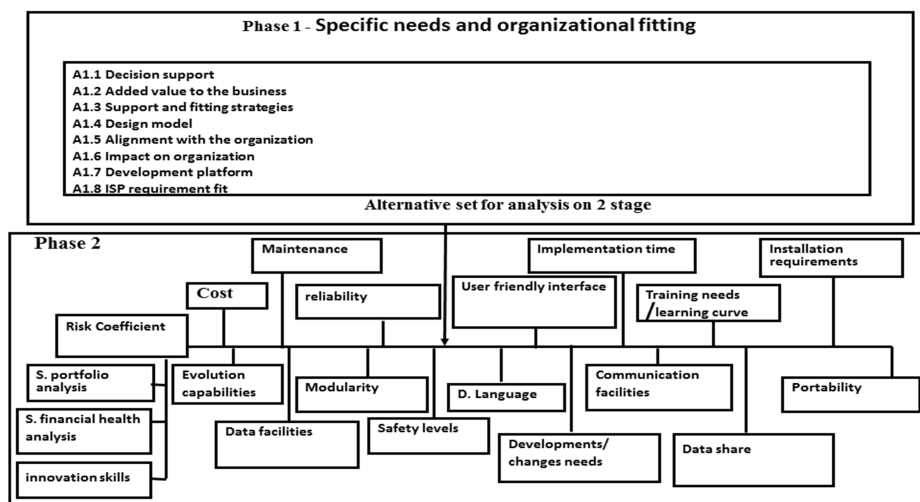 Phase 1 - Specific needs and organizational fitting
A1.1 Decision support
A1.2 Added value to the business
A1.3 Support and fitting strategies
A1.4 Design model
A1.5 Alignment with the organization
A1.6 Impact on organization
A1.7 Development platform
A1.8 ISP requirement fit
Alternative set for analysis on 2 stage
Phase 2
Maintenance
Implementation time
Installation
requirements
Cost
reliability
User friendly interface
Training needs
/learning curve
Risk Coefficient
S. portfolio
analysis
Evolution
capabilities
Modularity
D. Language
Communication
facilities
Portability
S. financial health
analysis
Data facilities
Safety levels
Developments/
changes needs
Data share
innovation skills